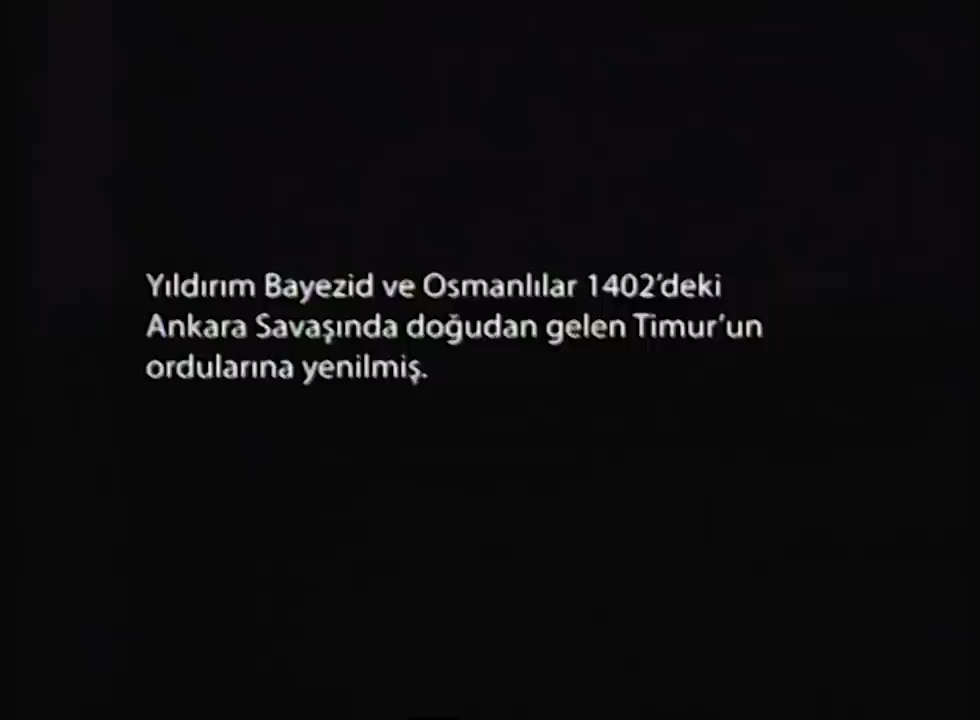 Yıldırım Bayezid ve Osmanlılar 1402'deki
Ankara Savaşında doğudan gelen Timur'un
ordularına yenilmiş.